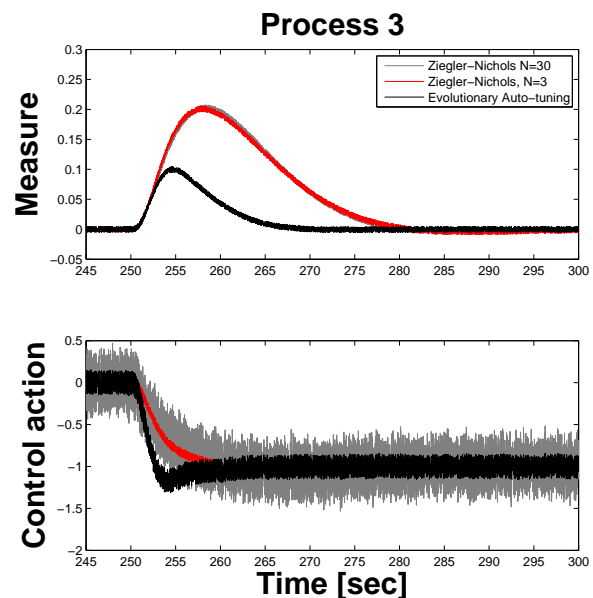 Process 3
0.3
0.25
0.2
0.15
0.1
0.05
0
−0.05
Measure
Ziegler−Nichols N=30
Ziegler−Nichols, N=3
Evolutionary Auto−tuning
245 250 255 260 265 270 275 280 285 290 295 300
0.5
0
−0.5
−1
−1.5
−2
Control action
245 250 255 260 265 270 275 280 285 290 295 300
Time [sec]